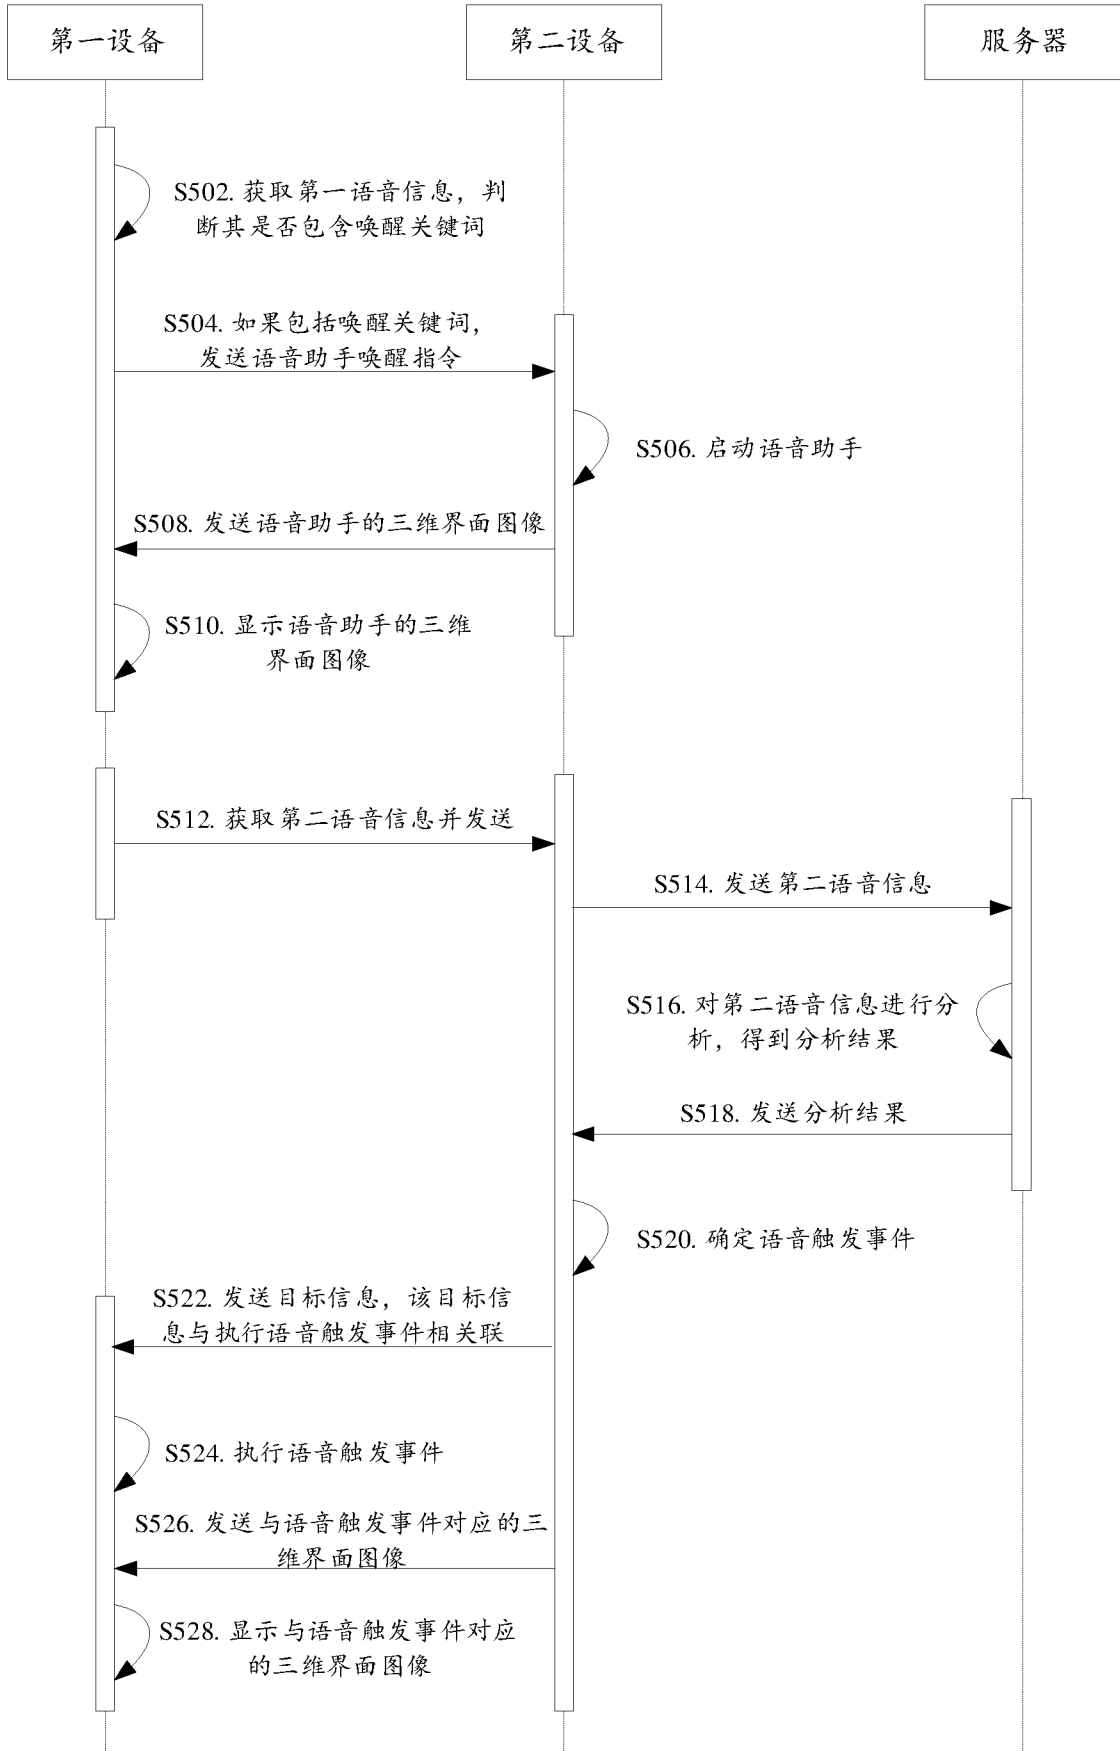 第一设备
第二设备
服务器
S502. 获取第一语音信息，判
断其是否包含唤醒关键词
S504. 如果包括唤醒关键词，
发送语音助手唤醒指令
S506. 启动语音助手
S508. 发送语音助手的三维界面图像
S510. 显示语音助手的三维
界面图像
S512. 获取第二语音信息并发送
S514. 发送第二语音信息
S516. 对第二语音信息进行分
析，得到分析结果
S518. 发送分析结果
S520. 确定语音触发事件
S522. 发送目标信息，该目标信
息与执行语音触发事件相关联
S524. 执行语音触发事件
S526. 发送与语音触发事件对应的三
维界面图像
S528. 显示与语音触发事件对应
的三维界面图像